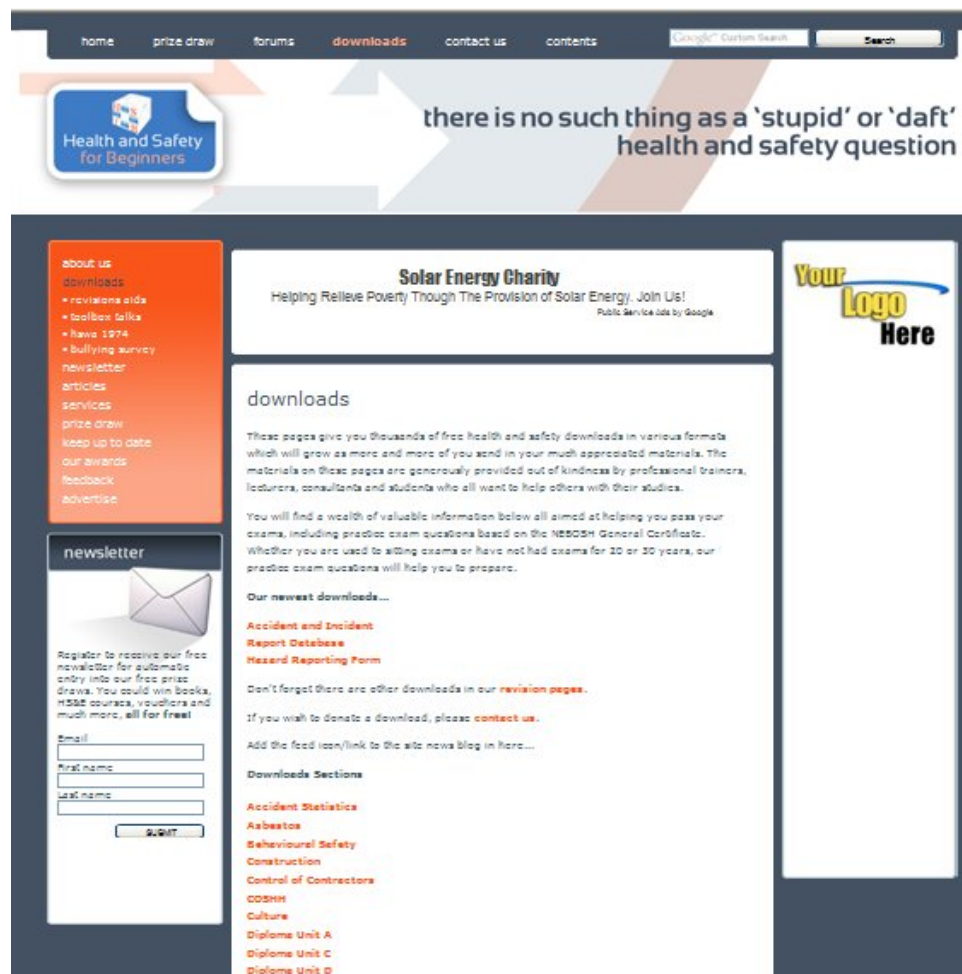 home prize draw forums downloads contact us contents Google™ Custom Search Search
Health and Safety
for Beginners
there is no such thing as a 'stupid' or 'daft'
health and safety question
about us
downloads
• revisions aids
• toolbox talks
• hawa 1974
• bullying survey
newsletter
articles
services
prize draw
keep up to date
our awards
feedback
advertise
newsletter
Register to receive our free
newsletter for automatic
entry into our free prize
draws. You could win books,
HS&E courses, vouchers and
much more, all for free!
Email
First name
Last name
SUBMIT
Solar Energy Charity
Helping Relieve Poverty Though The Provision of Solar Energy. Join Us!
Public Service Ads by Google
downloads
These pages give you thousands of free health and safety downloads in various formats
which will grow as more and more of you send in your much appreciated materials. The
materials on these pages are generously provided out of kindness by professional trainers,
lecturers, consultants and students who all want to help others with their studies.
You will find a wealth of valuable information below all aimed at helping you pass your
exams, including practice exam questions based on the NEBOSH General Certificate.
Whether you are used to sitting exams or have not had exams for 20 or 30 years, our
practice exam questions will help you to prepare.
Our newest downloads...
Accident and Incident
Report Database
Hazard Reporting Form
Don't forget there are other downloads in our revision pages.
If you wish to donate a download, please contact us.
Add the feed icon/link to the site news blog in here...
Downloads Sections
Accident Statistics
Asbestos
Behavioural Safety
Construction
Control of Contractors
COSHH
Culture
Diploma Unit A
Diploma Unit C
Diploma Unit D
Your
Logo
Here